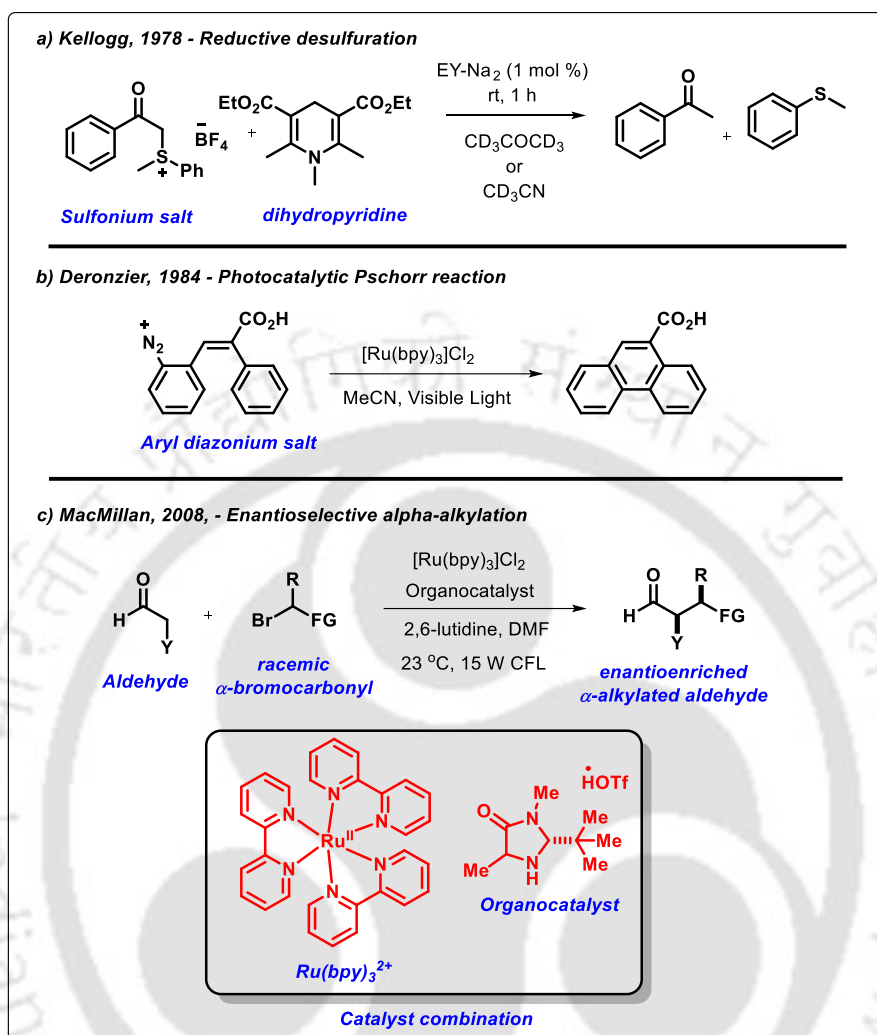 a) Kellogg, 1978 - Reductive desulfuration
O
S
+
Ph
−
BF4
+
EtO2C
CO2Et
N
EY-Na2 (1 mol %)
rt, 1 h
CD3COCD3
or
CD3CN
O
+
S
Sulfonium salt
dihydropyridine
b) Deronzier, 1984 - Photocatalytic Pschorr reaction
+
N2
CO2H
[Ru(bpy)3]Cl2
MeCN, Visible Light
CO2H
Aryl diazonium salt
c) MacMillan, 2008, - Enantioselective alpha-alkylation
O
H
Y
+
R
Br
FG
[Ru(bpy)3]Cl2
Organocatalyst
2,6-lutidine, DMF
23 oC, 15 W CFL
O
R
H
FG
Y
Aldehyde
racemic
α-bromocarbonyl
enantioenriched
α-alkylated aldehyde
N
N
N
N
N
N
RuII
Ru(bpy)3 2+
•
HOTf
O
Me
N
Me
Me
Me
Me
N
H
Organocatalyst
Catalyst combination